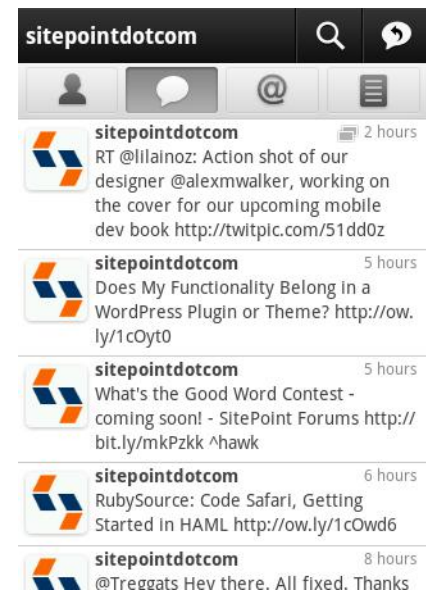 sitepointdotcom
@
sitepointdotcom 2 hours
RT @lilainoz: Action shot of our
designer @alexmwalker, working on
the cover for our upcoming mobile
dev book http://twitpic.com/51dd0z
sitepointdotcom 5 hours
Does My Functionality Belong in a
WordPress Plugin or Theme? http://ow.
ly/1cOyt0
sitepointdotcom 5 hours
What's the Good Word Contest -
coming soon! - SitePoint Forums http://
bit.ly/mkPzkk ^hawk
sitepointdotcom 6 hours
RubySource: Code Safari, Getting
Started in HAML http://ow.ly/1cOwd6
sitepointdotcom 8 hours
@Treggats Hey there. All fixed. Thanks